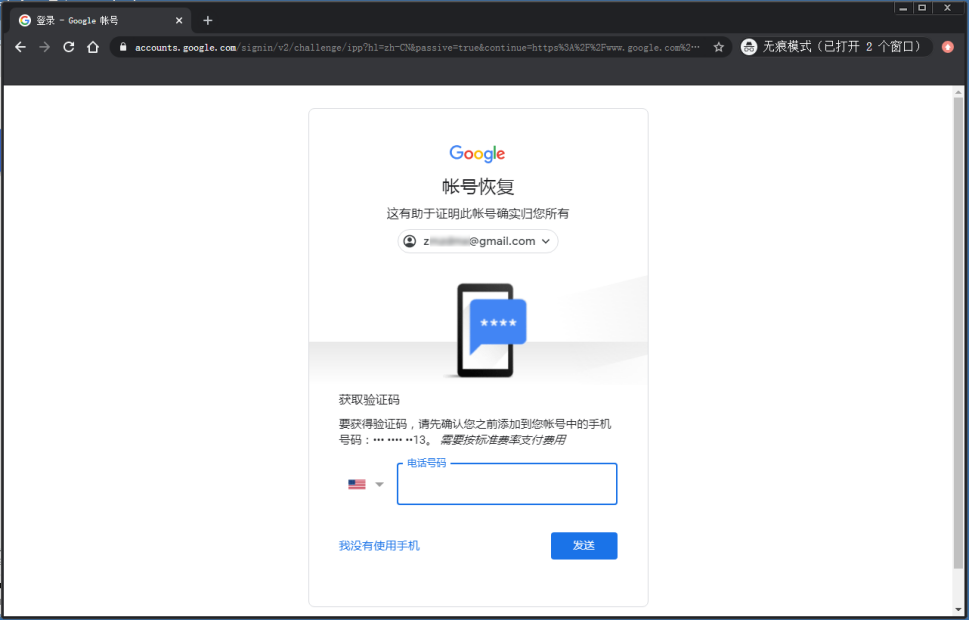 登录 - Google 帐号
accounts.google.com/signin/v2/challenge/ipp?hl=zh-CN&passive=true&continue=https%3A%2F%2Fwww.google.com%2···
无痕模式（已打开 2 个窗口）
Google
帐号恢复
这有助于证明此帐号确实归您所有
z @gmail.com
****
获取验证码
要获得验证码，请先确认您之前添加到您帐号中的手机
号码：••• •••• ••13。 需要按标准费率支付费用
电话号码
我没有使用手机
发送